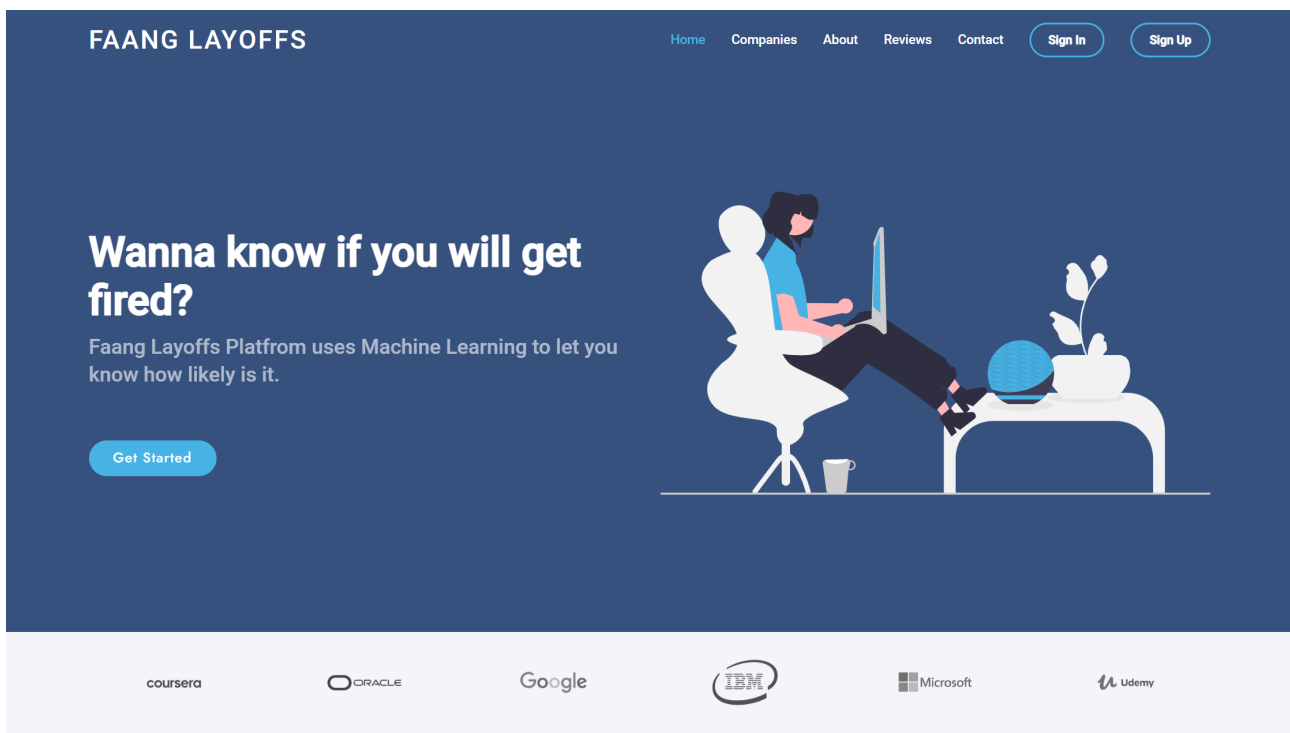 FAANG LAYOFFS
Home Companies About Reviews Contact Sign In Sign Up
Wanna know if you will get
fired?
Faang Layoffs Platfrom uses Machine Learning to let you
know how likely is it.
Get Started
coursera ORACLE Google IBM Microsoft Udemy